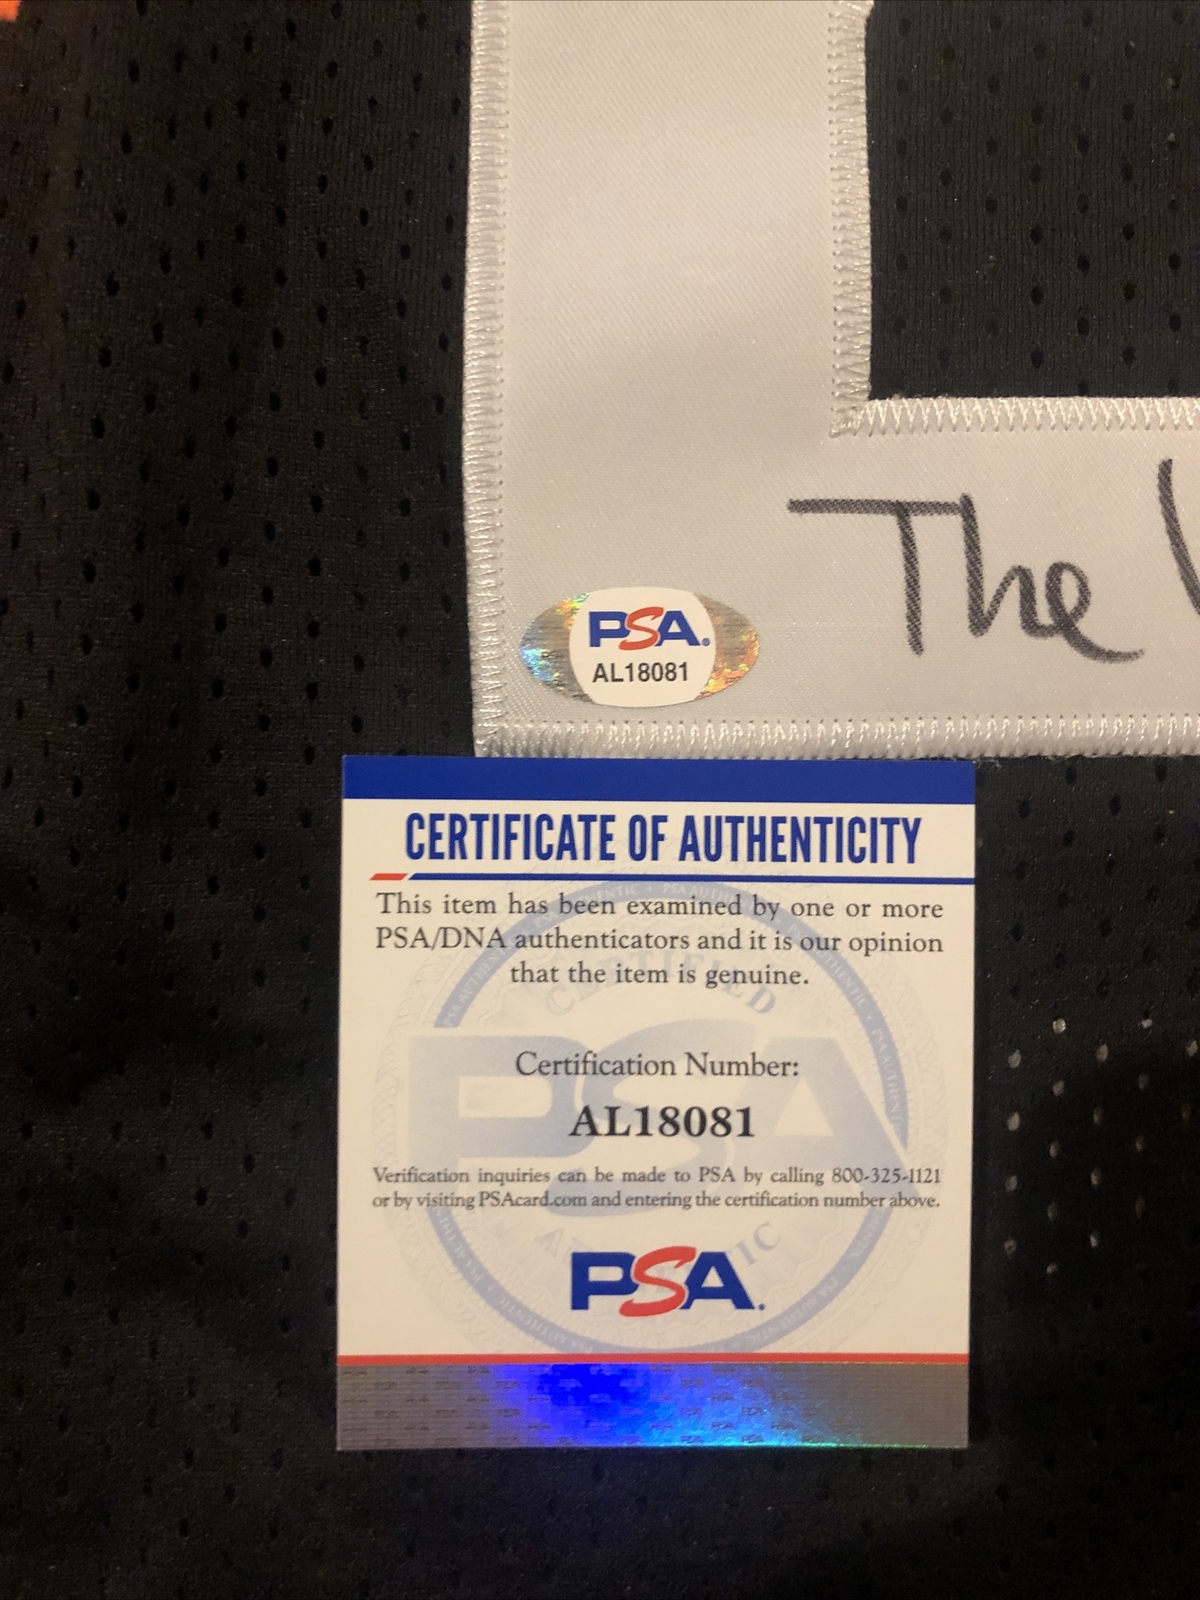 The
PSA.
AL18081
CERTIFICATE OF AUTHENTICITY
This item has been examined by one or more
PSA/DNA authenticators and it is our opinion
that the item is genuine.
CERTIFIED
PSA
Certification Number:
AL18081
Verification inquiries can be made to PSA by calling 800-325-1121
or by visiting PSAcard.com and entering the certification number above.
PSA.